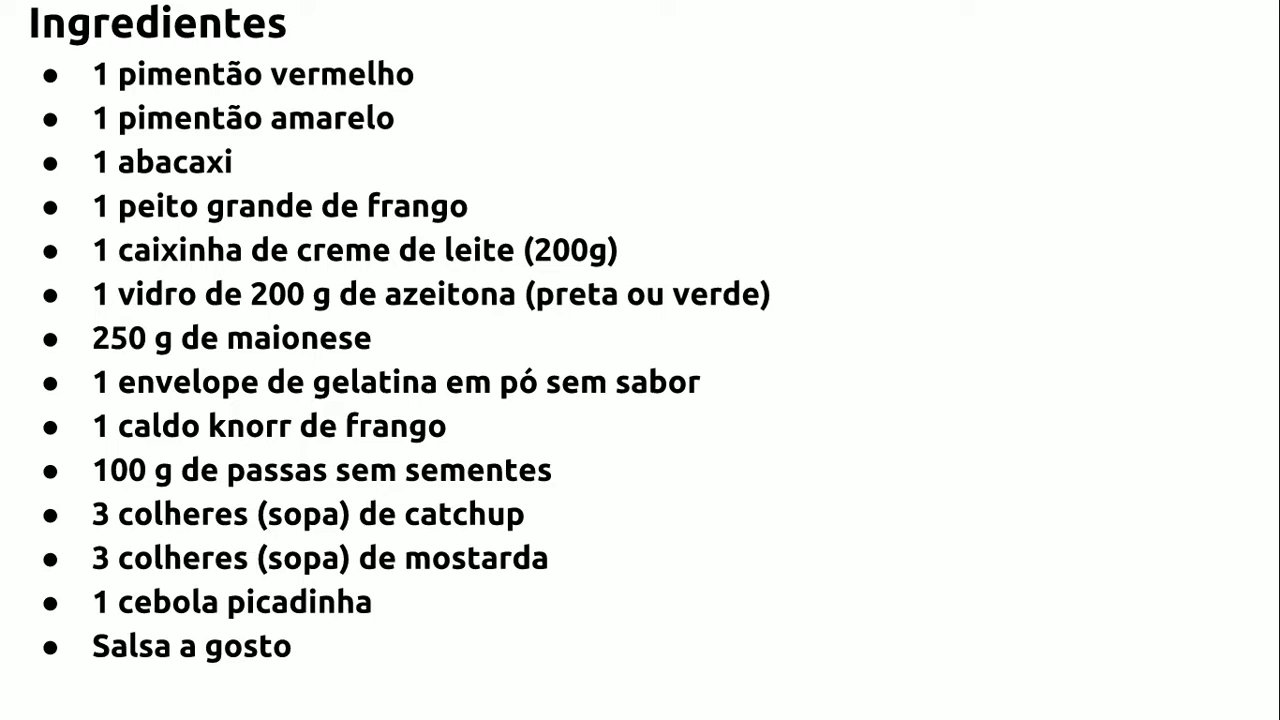 Ingredientes
● 1 pimentão vermelho
● 1 pimentão amarelo
● 1 abacaxi
● 1 peito grande de frango
● 1 caixinha de creme de leite (200g)
● 1 vidro de 200 g de azeitona (preta ou verde)
● 250 g de maionese
● 1 envelope de gelatina em pó sem sabor
● 1 caldo knorr de frango
● 100 g de passas sem sementes
● 3 colheres (sopa) de catchup
● 3 colheres (sopa) de mostarda
● 1 cebola picadinha
● Salsa a gosto